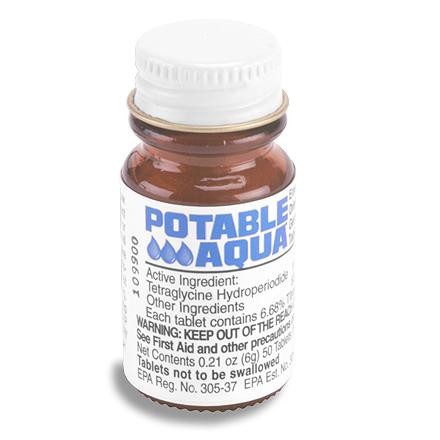 POTABLE
AQUA
Active Ingredient:
Tetraglycine Hydroperiodide
Other Ingredients
Each tablet contains 6.68%
WARNING: KEEP OUT OF THE REACH
See First Aid and other precautions
Net Contents 0.21 oz (6g) 50 Tablets
Tablets not to be swallowed
EPA Reg. No. 305-37 EPA Est. No.
109900